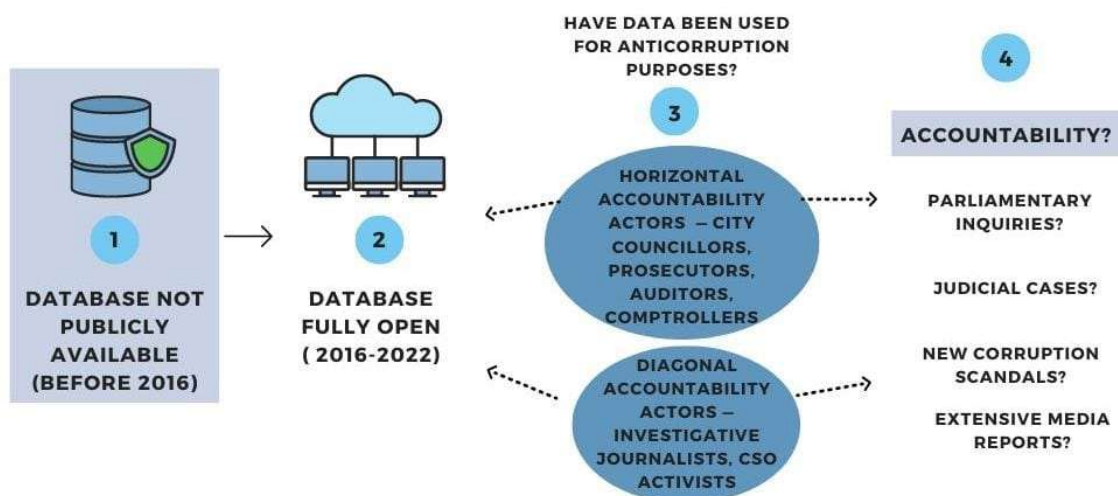 1
DATABASE NOT
PUBLICLY
AVAILABLE
(BEFORE 2016)
2
DATABASE
FULLY OPEN
( 2016-2022)
HAVE DATA BEEN USED
FOR ANTICORRUPTION
PURPOSES?
3
HORIZONTAL
ACCOUNTABILITY
ACTORS – CITY
COUNCILLORS,
PROSECUTORS,
AUDITORS,
COMPTROLLERS
DIAGONAL
ACCOUNTABILITY
ACTORS –
INVESTIGATIVE
JOURNALISTS, CSO
ACTIVISTS
4
ACCOUNTABILITY?
PARLIAMENTARY
INQUIRIES?
JUDICIAL CASES?
NEW CORRUPTION
SCANDALS?
EXTENSIVE MEDIA
REPORTS?